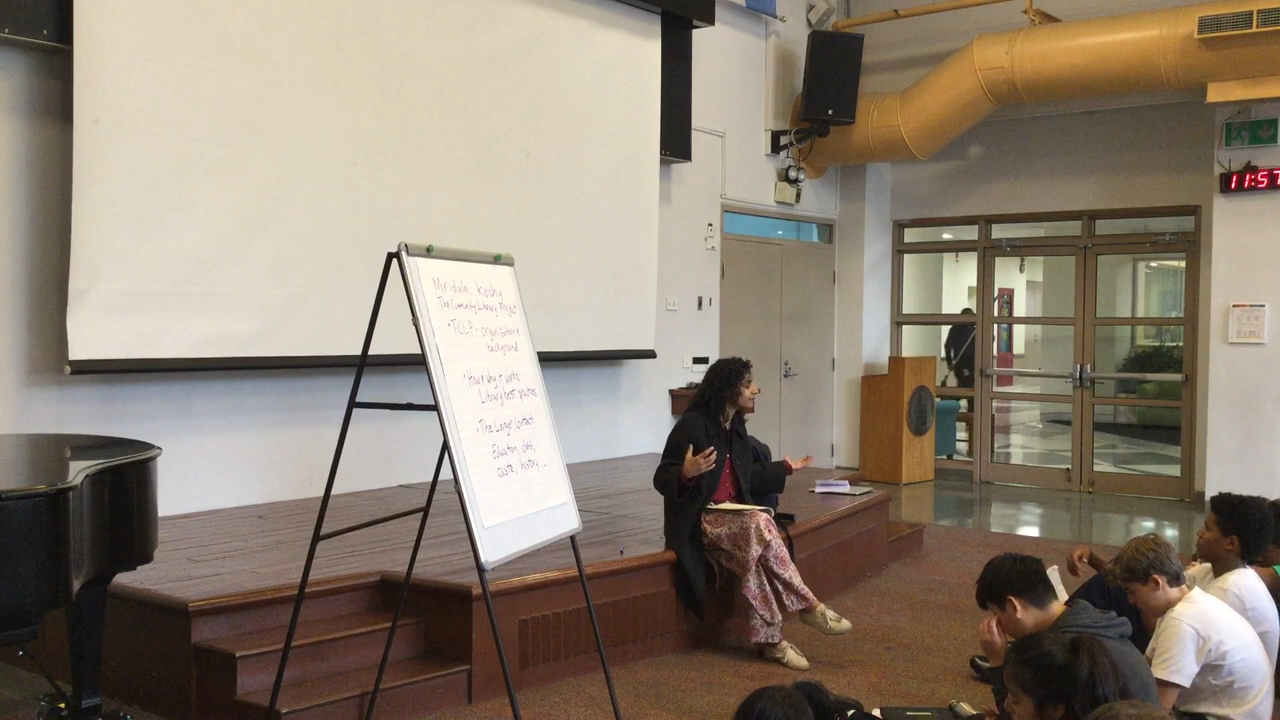 Mridula Koshy
The Community Library Project
• TCLP - organization &
background
• How & why it works
Library best practices
• The Larger Context
Education, class,
caste, history...
11:57